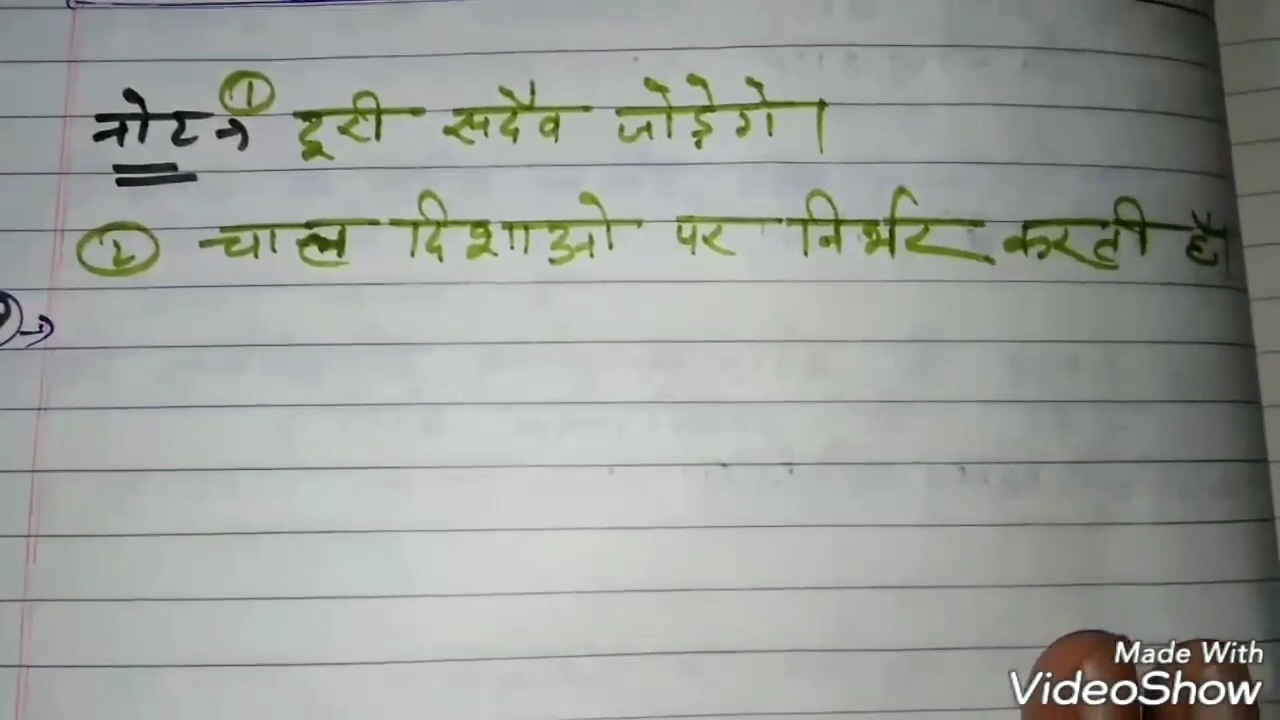 नोट → ① दूरी सदैव जोड़ेगे।
② चाल दिशाओ पर निर्भर करती है।
Made With
VideoShow